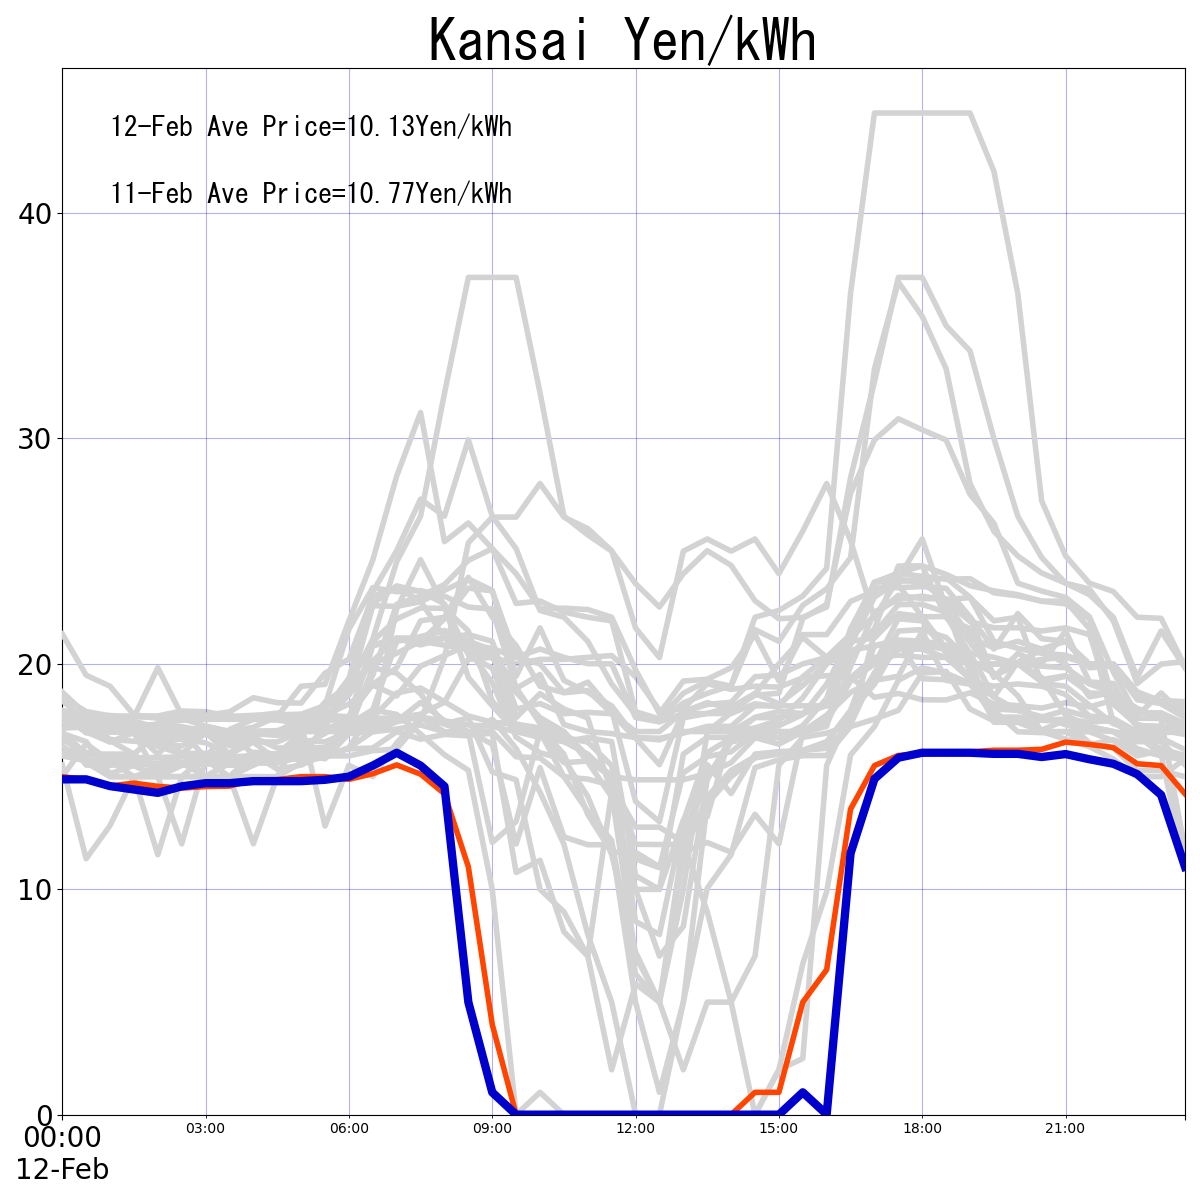 Kansai Yen/kWh
12-Feb Ave Price=10.13Yen/kWh
11-Feb Ave Price=10.77Yen/kWh
40
30
20
10
0
00:00 03:00 06:00 09:00 12:00 15:00 18:00 21:00
12-Feb